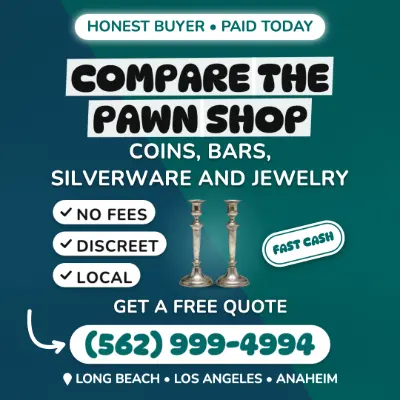 HONEST BUYER • PAID TODAY
COMPARE THE
PAWN SHOP
COINS, BARS,
SILVERWARE AND JEWELRY
NO FEES
DISCREET
LOCAL
FAST CASH
GET A FREE QUOTE
(562) 999-4994
LONG BEACH • LOS ANGELES • ANAHEIM